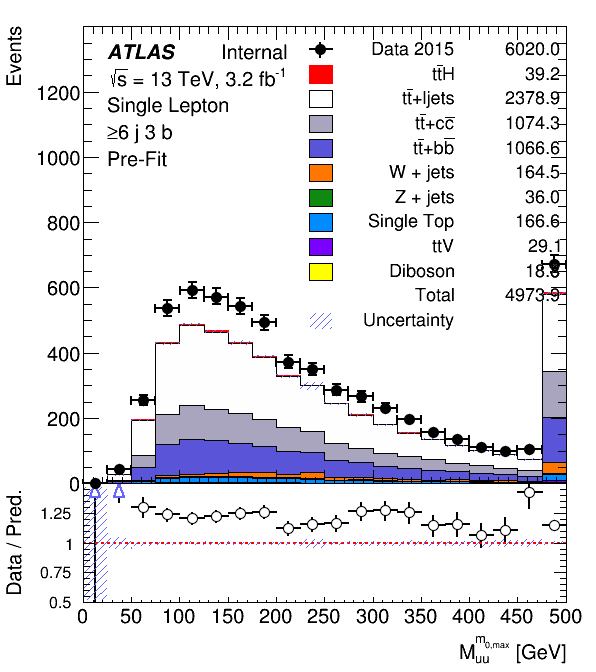 Events
ATLAS Internal
√s = 13 TeV, 3.2 fb⁻¹
Single Lepton
≥6 j 3 b
Pre-Fit
Data 2015 6020.0
tt̄H 39.2
tt̄+ljets 2378.9
tt̄+cc̄ 1074.3
tt̄+bb̄ 1066.6
W + jets 164.5
Z + jets 36.0
Single Top 166.6
ttV 29.1
Diboson
Total 4973.9
Uncertainty
1200
1000
800
600
400
200
0
Data / Pred.
1.25
1
0.75
0.5
0 50 100 150 200 250 300 350 400 450 500
M_uu^m_0,max [GeV]